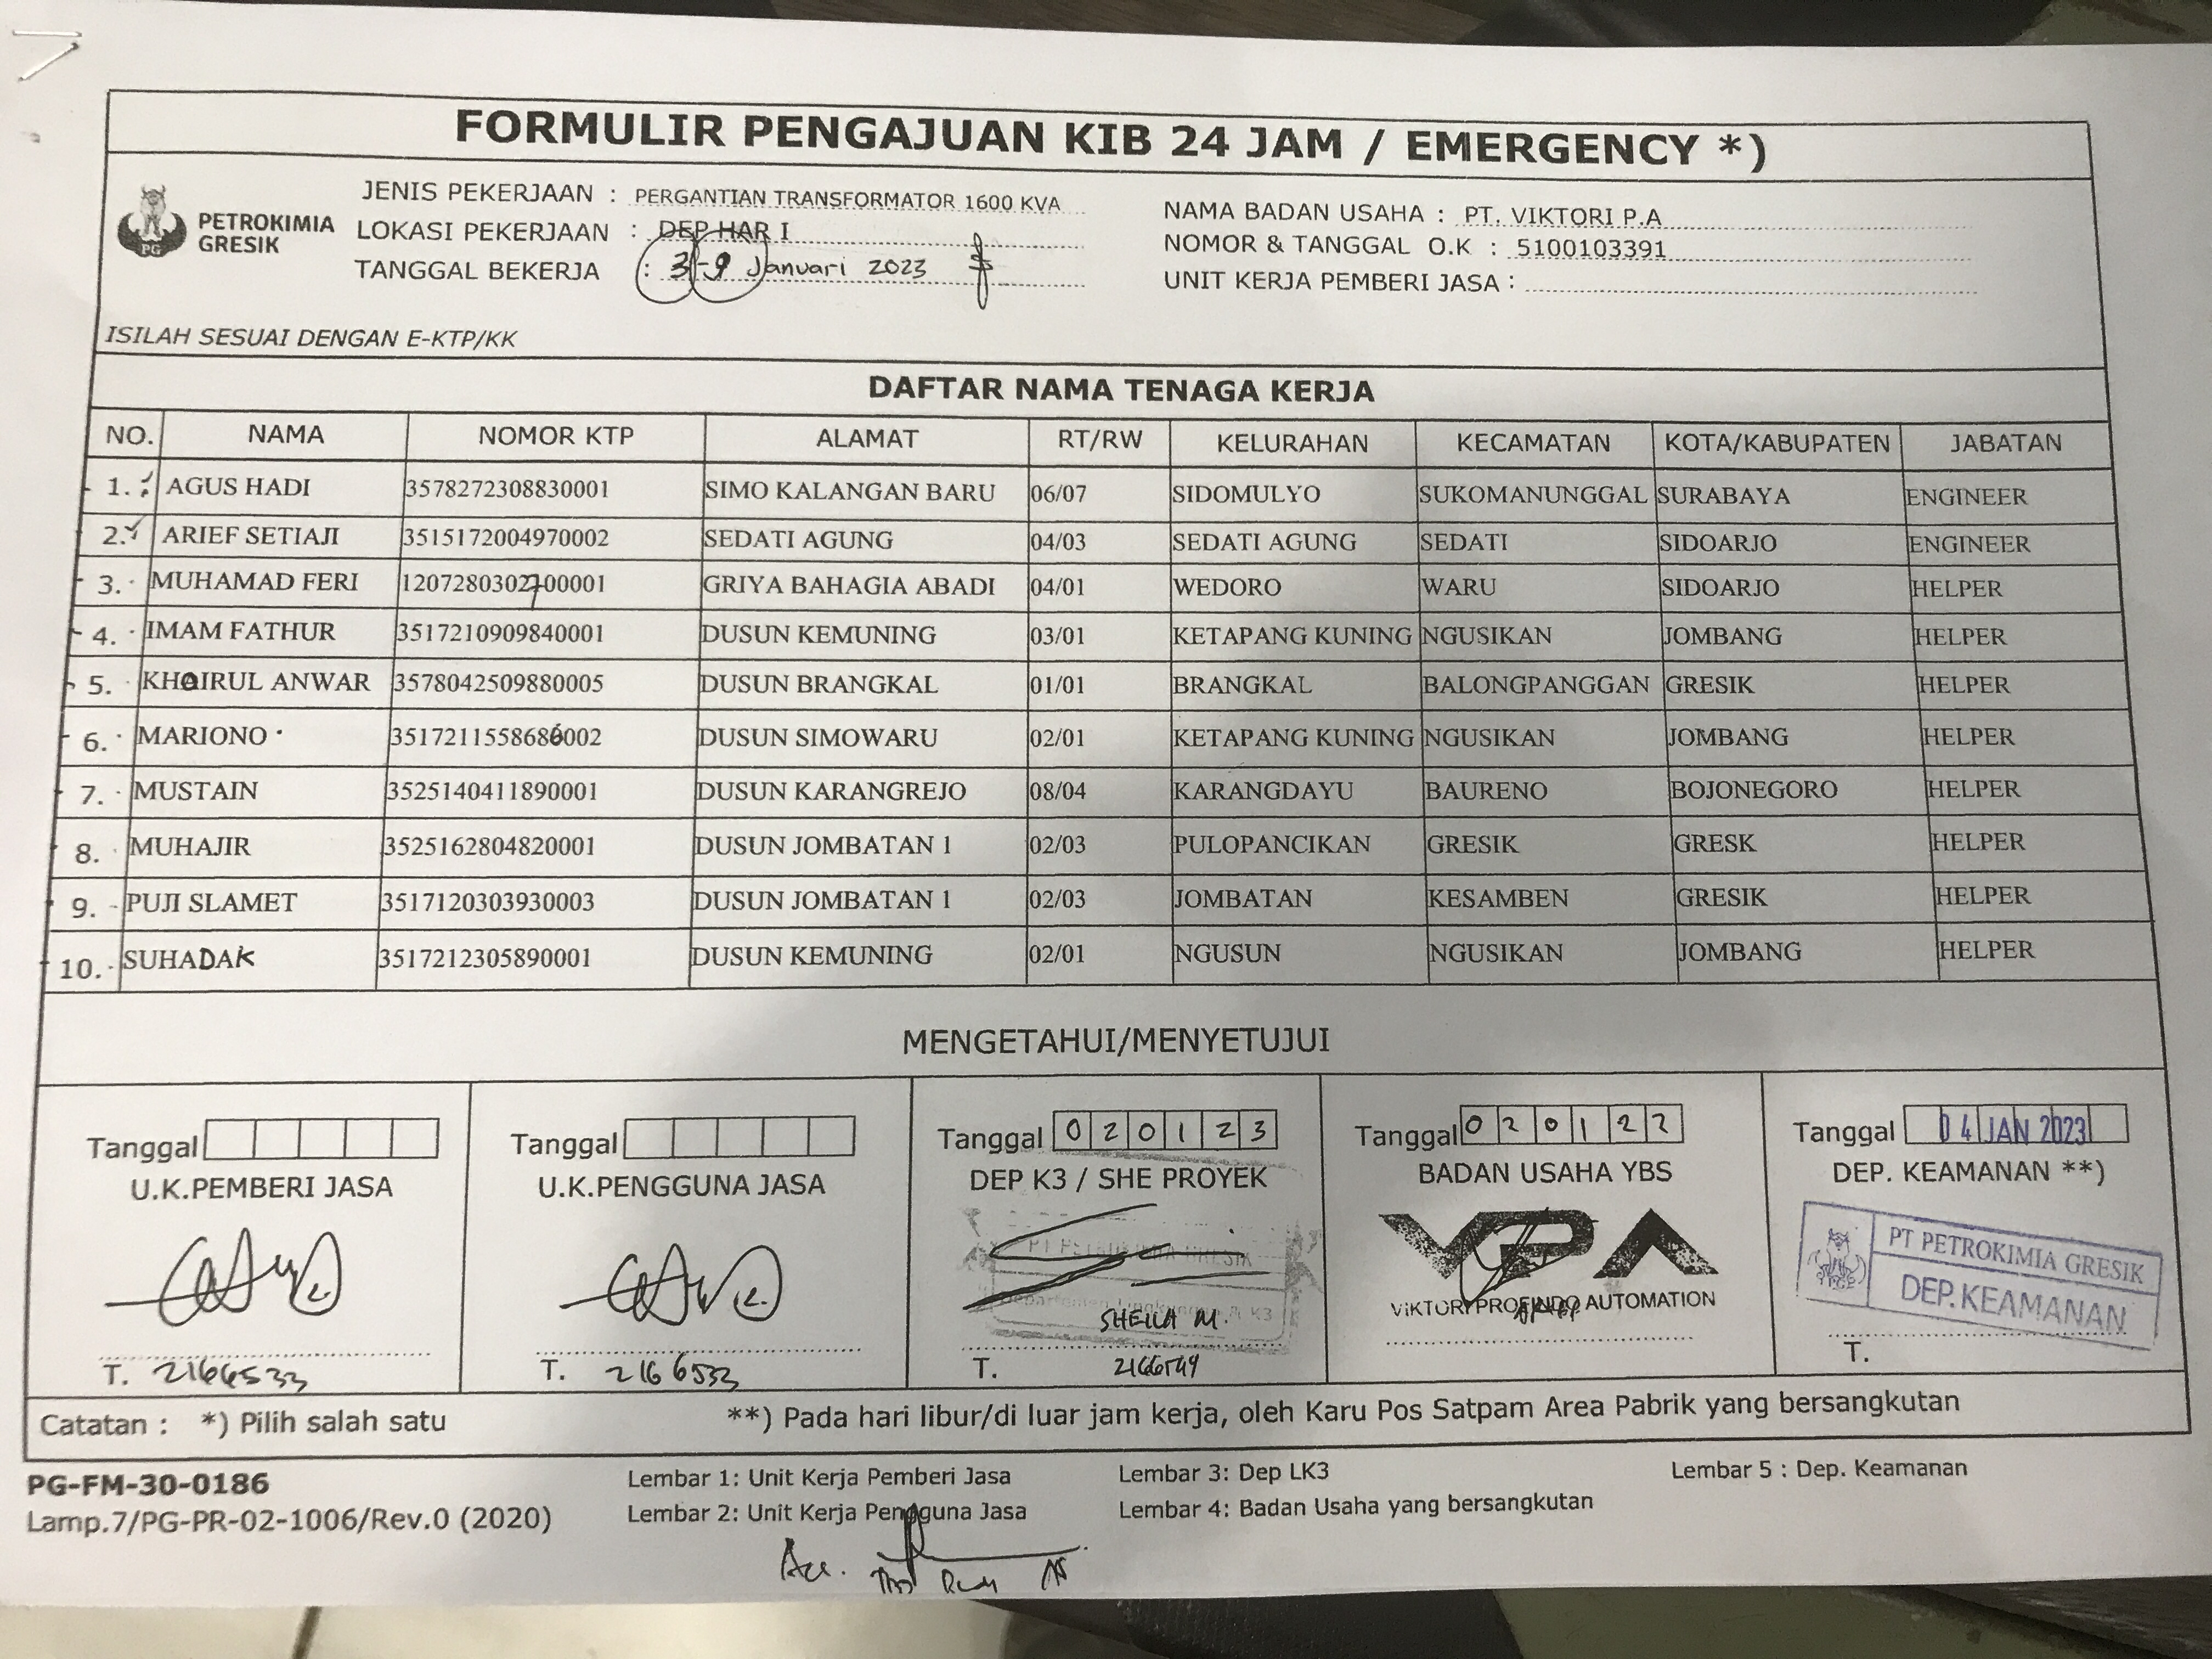 FORMULIR PENGAJUAN KIB 24 JAM / EMERGENCY *)
PETROKIMIA
GRESIK
PG
JENIS PEKERJAAN : PERGANTIAN TRANSFORMATOR 1600 KVA
LOKASI PEKERJAAN : DEP HAR I
TANGGAL BEKERJA : 3 - 9 Januari 2023
NAMA BADAN USAHA : PT. VIKTORI P.A
NOMOR & TANGGAL O.K : 5100103391
UNIT KERJA PEMBERI JASA :
ISILAH SESUAI DENGAN E-KTP/KK
DAFTAR NAMA TENAGA KERJA
NO. NAMA NOMOR KTP ALAMAT RT/RW KELURAHAN KECAMATAN KOTA/KABUPATEN JABATAN
1. AGUS HADI 3578272308830001 SIMO KALANGAN BARU 06/07 SIDOMULYO SUKOMANUNGGAL SURABAYA ENGINEER
2. ARIEF SETIAJI 3515172004970002 SEDATI AGUNG 04/03 SEDATI AGUNG SEDATI SIDOARJO ENGINEER
3. MUHAMAD FERI GRIYA BAHAGIA ABADI 04/01 WEDORO WARU SIDOARJO HELPER
4. IMAM FATHUR 3517210909840001 DUSUN KEMUNING 03/01 KETAPANG KUNING NGUSIKAN JOMBANG HELPER
5. KHOIRUL ANWAR 3578042509880005 DUSUN BRANGKAL 01/01 BRANGKAL BALONGPANGGAN GRESIK HELPER
6. MARIONO DUSUN SIMOWARU 02/01 KETAPANG KUNING NGUSIKAN JOMBANG HELPER
7. MUSTAIN 3525140411890001 DUSUN KARANGREJO 08/04 KARANGDAYU BAURENO BOJONEGORO HELPER
8. MUHAJIR 3525162804820001 DUSUN JOMBATAN 1 02/03 PULOPANCIKAN GRESIK GRESK HELPER
9. PUJI SLAMET 3517120303930003 DUSUN JOMBATAN 1 02/03 JOMBATAN KESAMBEN GRESIK HELPER
10. SUHADAK 3517212305890001 DUSUN KEMUNING 02/01 NGUSUN NGUSIKAN JOMBANG HELPER
MENGETAHUI/MENYETUJUI
Tanggal
U.K.PEMBERI JASA
T. 2166533
Tanggal
U.K.PENGGUNA JASA
T. 2166532
Tanggal 020123
DEP K3 / SHE PROYEK
SHEILA M.
T. 2166749
Tanggal 020122
BADAN USAHA YBS
VPA
VIKTORI PROFINDO AUTOMATION
Tanggal 04 JAN 2023
DEP. KEAMANAN **)
PT PETROKIMIA GRESIK
DEP.KEAMANAN
T.
Catatan : *) Pilih salah satu **) Pada hari libur/di luar jam kerja, oleh Karu Pos Satpam Area Pabrik yang bersangkutan
PG-FM-30-0186
Lamp.7/PG-PR-02-1006/Rev.0 (2020)
Lembar 1: Unit Kerja Pemberi Jasa
Lembar 2: Unit Kerja Pengguna Jasa
Lembar 3: Dep LK3
Lembar 4: Badan Usaha yang bersangkutan
Lembar 5 : Dep. Keamanan